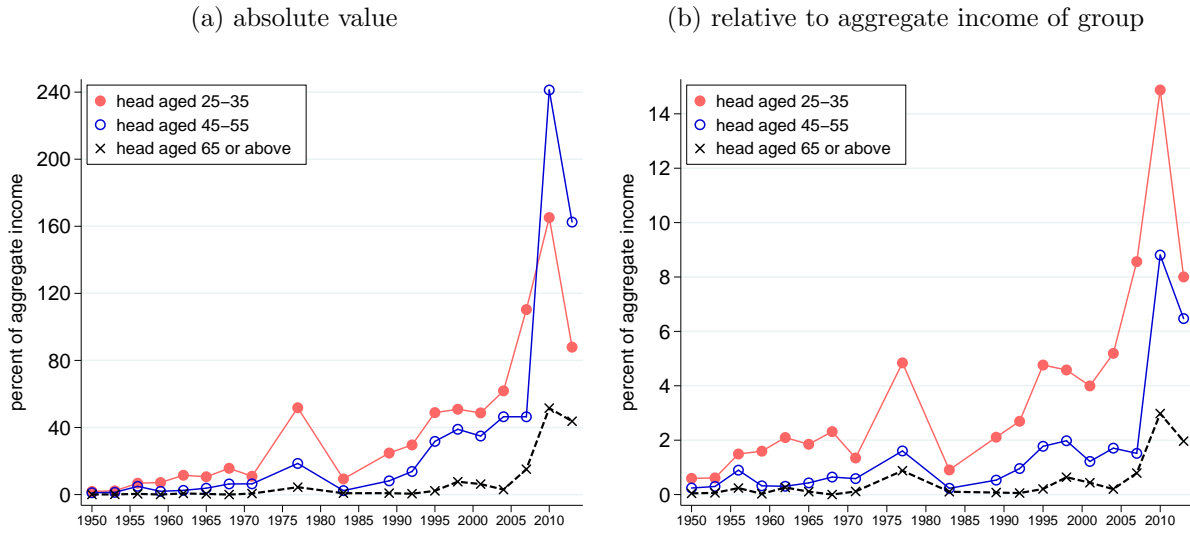 (a) absolute value
percent of aggregate income
240
200
160
120
80
40
0
head aged 25–35
head aged 45–55
head aged 65 or above
1950 1955 1960 1965 1970 1975 1980 1985 1990 1995 2000 2005 2010
(b) relative to aggregate income of group
percent of aggregate income
14
12
10
8
6
4
2
0
head aged 25–35
head aged 45–55
head aged 65 or above
1950 1955 1960 1965 1970 1975 1980 1985 1990 1995 2000 2005 2010